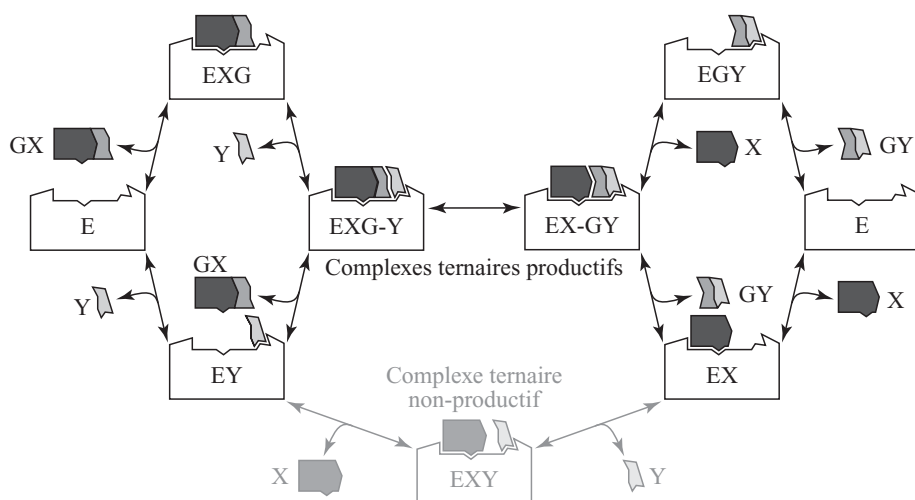 EXG
EGY
GX
Y
X
GY
E
EXG-Y
EX-GY
E
Complexes ternaires productifs
GX
Y
GY
X
EY
EX
Complexe ternaire
non-productif
X
EXY
Y